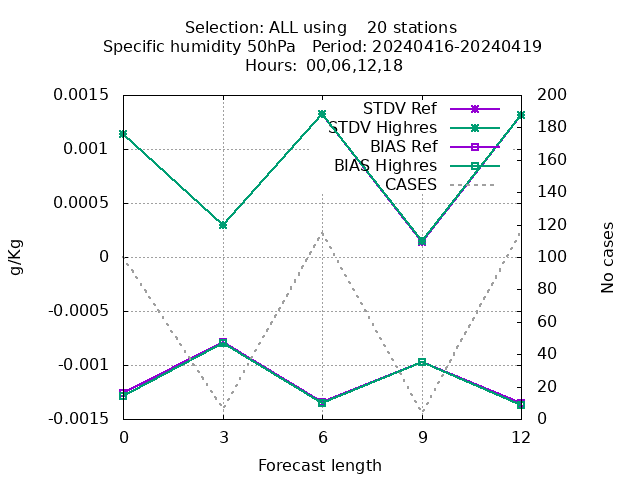 Selection: ALL using    20 stations
Specific humidity 50hPa   Period: 20240416-20240419
Hours:  00,06,12,18
STDV Ref
STDV Highres
BIAS Ref
BIAS Highres
CASES
0.0015
0.001
0.0005
0
-0.0005
-0.001
-0.0015
g/Kg
200
180
160
140
120
100
80
60
40
20
0
No cases
0 3 6 9 12
Forecast length